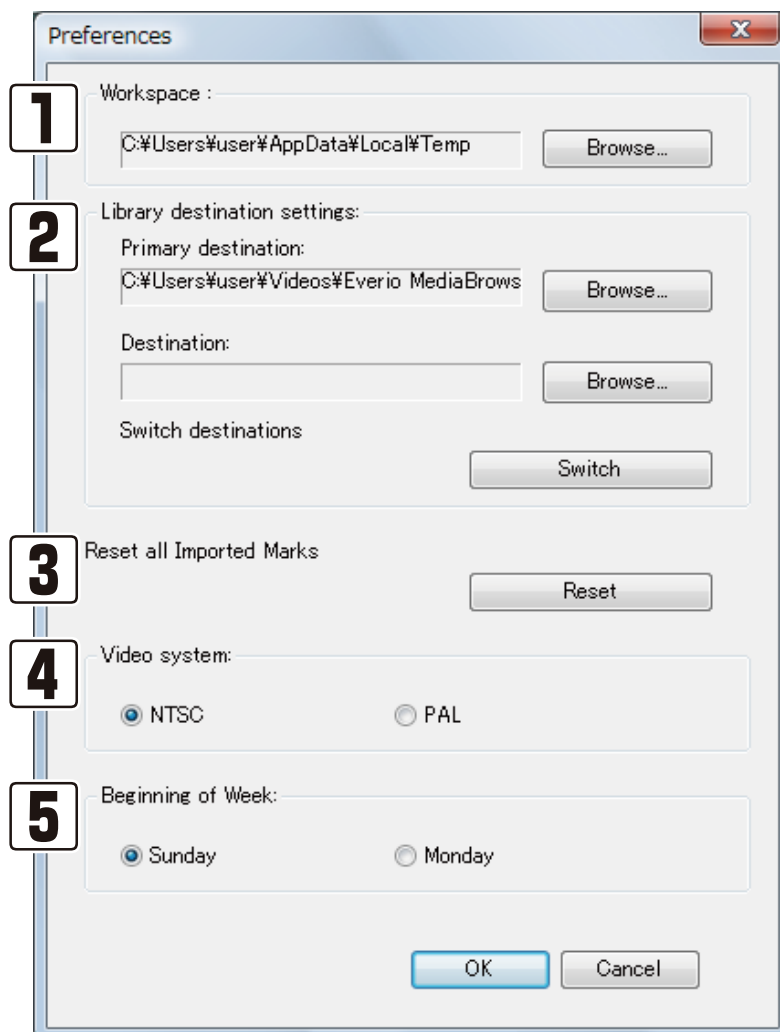 Preferences
1
Workspace :
C:¥Users¥user¥AppData¥Local¥Temp
Browse...
2
Library destination settings:
Primary destination:
C:¥Users¥user¥Videos¥Everio MediaBrows
Browse...
Destination:
Browse...
Switch destinations
Switch
3
Reset all Imported Marks
Reset
4
Video system:
NTSC PAL
5
Beginning of Week:
Sunday Monday
OK Cancel